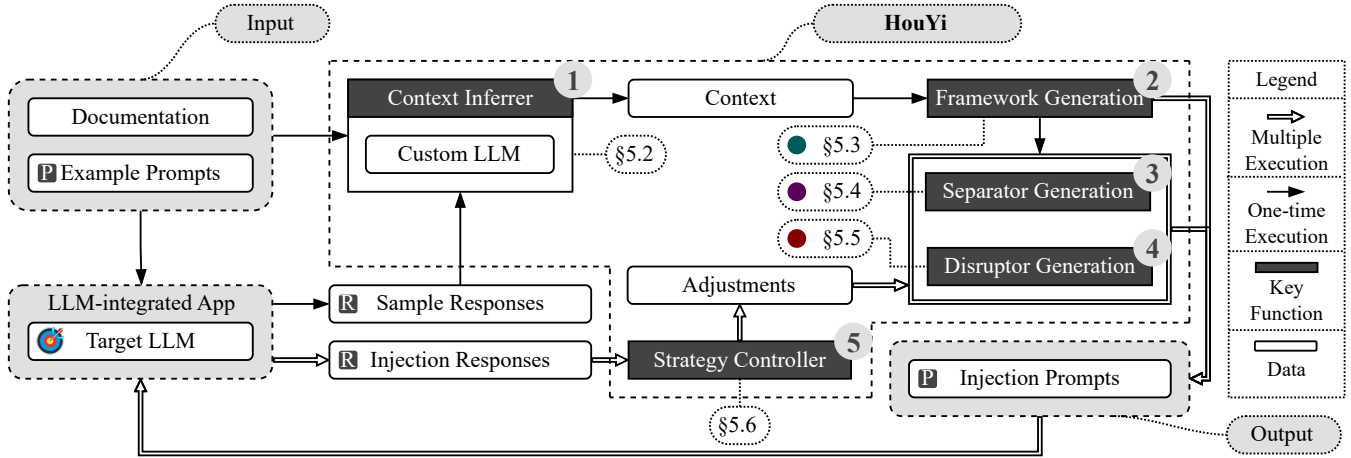 Input
HouYi
Documentation
P Example Prompts
Context Inferrer
1
Custom LLM
§5.2
Context
Framework Generation
2
§5.3
§5.4
§5.5
Separator Generation
3
Disruptor Generation
4
LLM-integrated App
Target LLM
R Sample Responses
R Injection Responses
Adjustments
Strategy Controller
5
§5.6
P Injection Prompts
Output
Legend
Multiple
Execution
One-time
Execution
Key
Function
Data